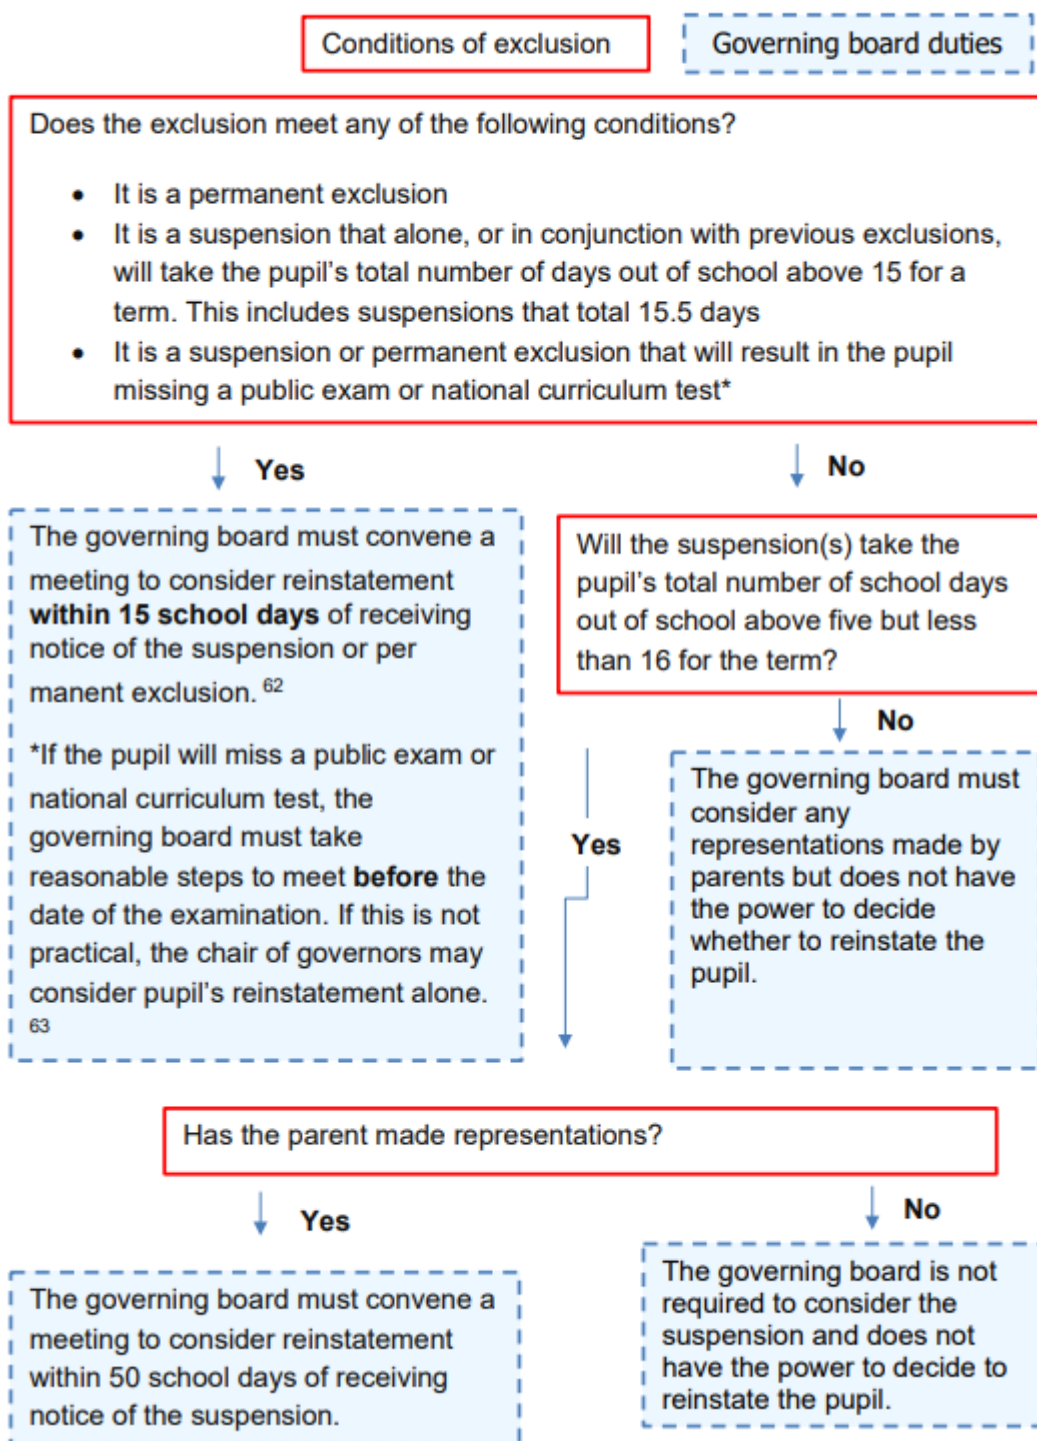 Conditions of exclusion
Governing board duties
Does the exclusion meet any of the following conditions?
• It is a permanent exclusion
• It is a suspension that alone, or in conjunction with previous exclusions,
will take the pupil’s total number of days out of school above 15 for a
term. This includes suspensions that total 15.5 days
• It is a suspension or permanent exclusion that will result in the pupil
missing a public exam or national curriculum test*
Yes
No
The governing board must convene a
meeting to consider reinstatement
within 15 school days of receiving
notice of the suspension or per
manent exclusion. 62
*If the pupil will miss a public exam or
national curriculum test, the
governing board must take
reasonable steps to meet before the
date of the examination. If this is not
practical, the chair of governors may
consider pupil’s reinstatement alone.
63
Will the suspension(s) take the
pupil’s total number of school days
out of school above five but less
than 16 for the term?
No
Yes
The governing board must
consider any
representations made by
parents but does not have
the power to decide
whether to reinstate the
pupil.
Has the parent made representations?
Yes
No
The governing board must convene a
meeting to consider reinstatement
within 50 school days of receiving
notice of the suspension.
The governing board is not
required to consider the
suspension and does not
have the power to decide to
reinstate the pupil.